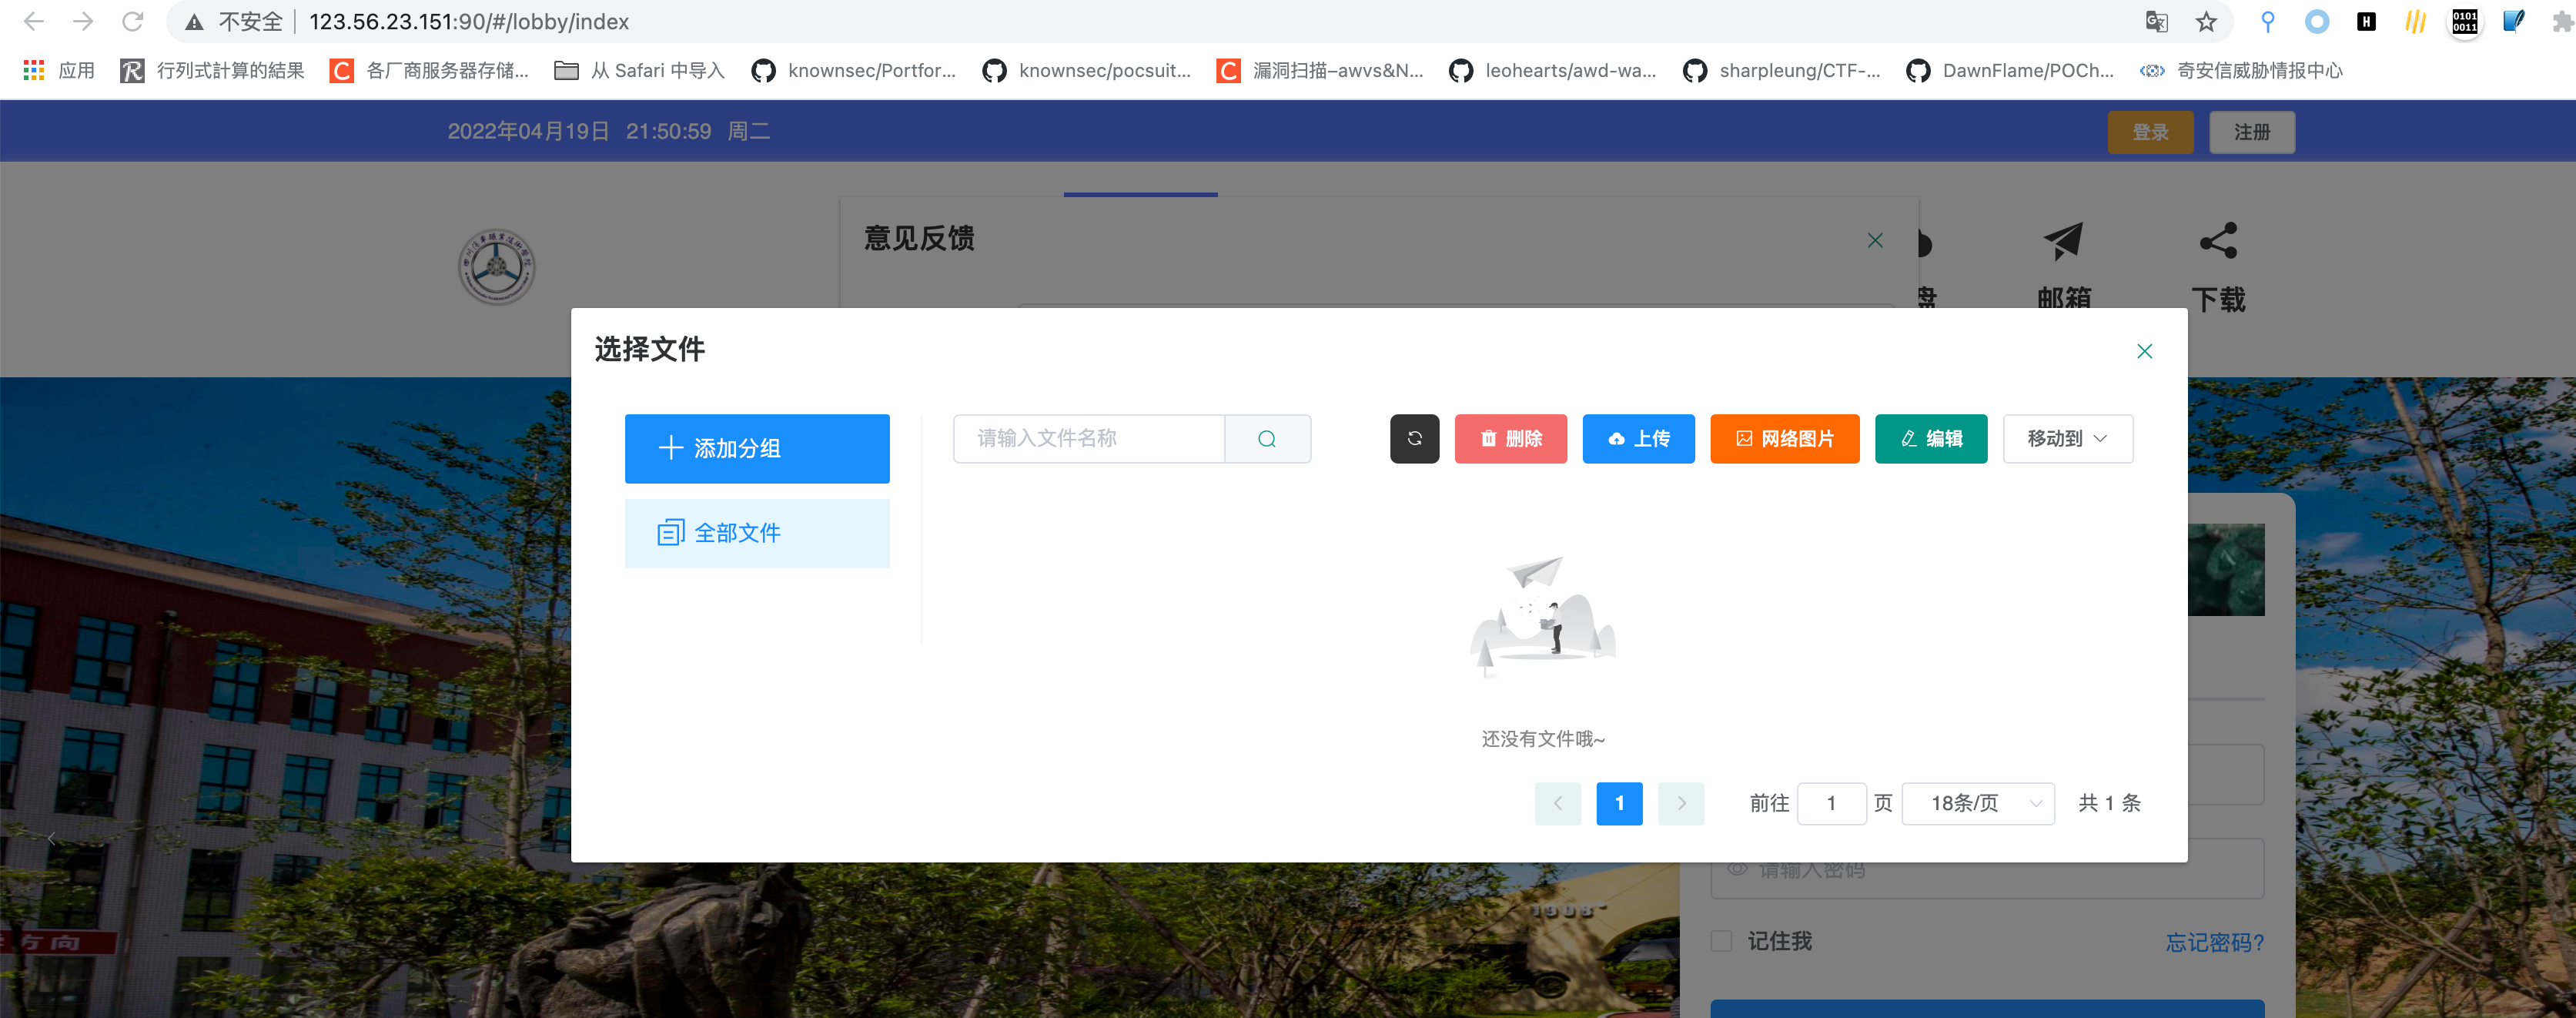 不安全 123.56.23.151:90/#/lobby/index
应用 行列式計算的結果 各厂商服务器存储... 从 Safari 中导入 knownsec/Portfor... knownsec/pocsuit... 漏洞扫描–awvs&N... leohearts/awd-wa... sharpleung/CTF-... DawnFlame/POCh... 奇安信威胁情报中心
2022年04月19日 21:50:59 周二 登录 注册
意见反馈
盘 邮箱 下载
选择文件
添加分组 请输入文件名称 删除 上传 网络图片 编辑 移动到
全部文件
还没有文件哦~
1 前往 1 页 18条/页 共 1 条
请输入密码
1908
方向
记住我 忘记密码?